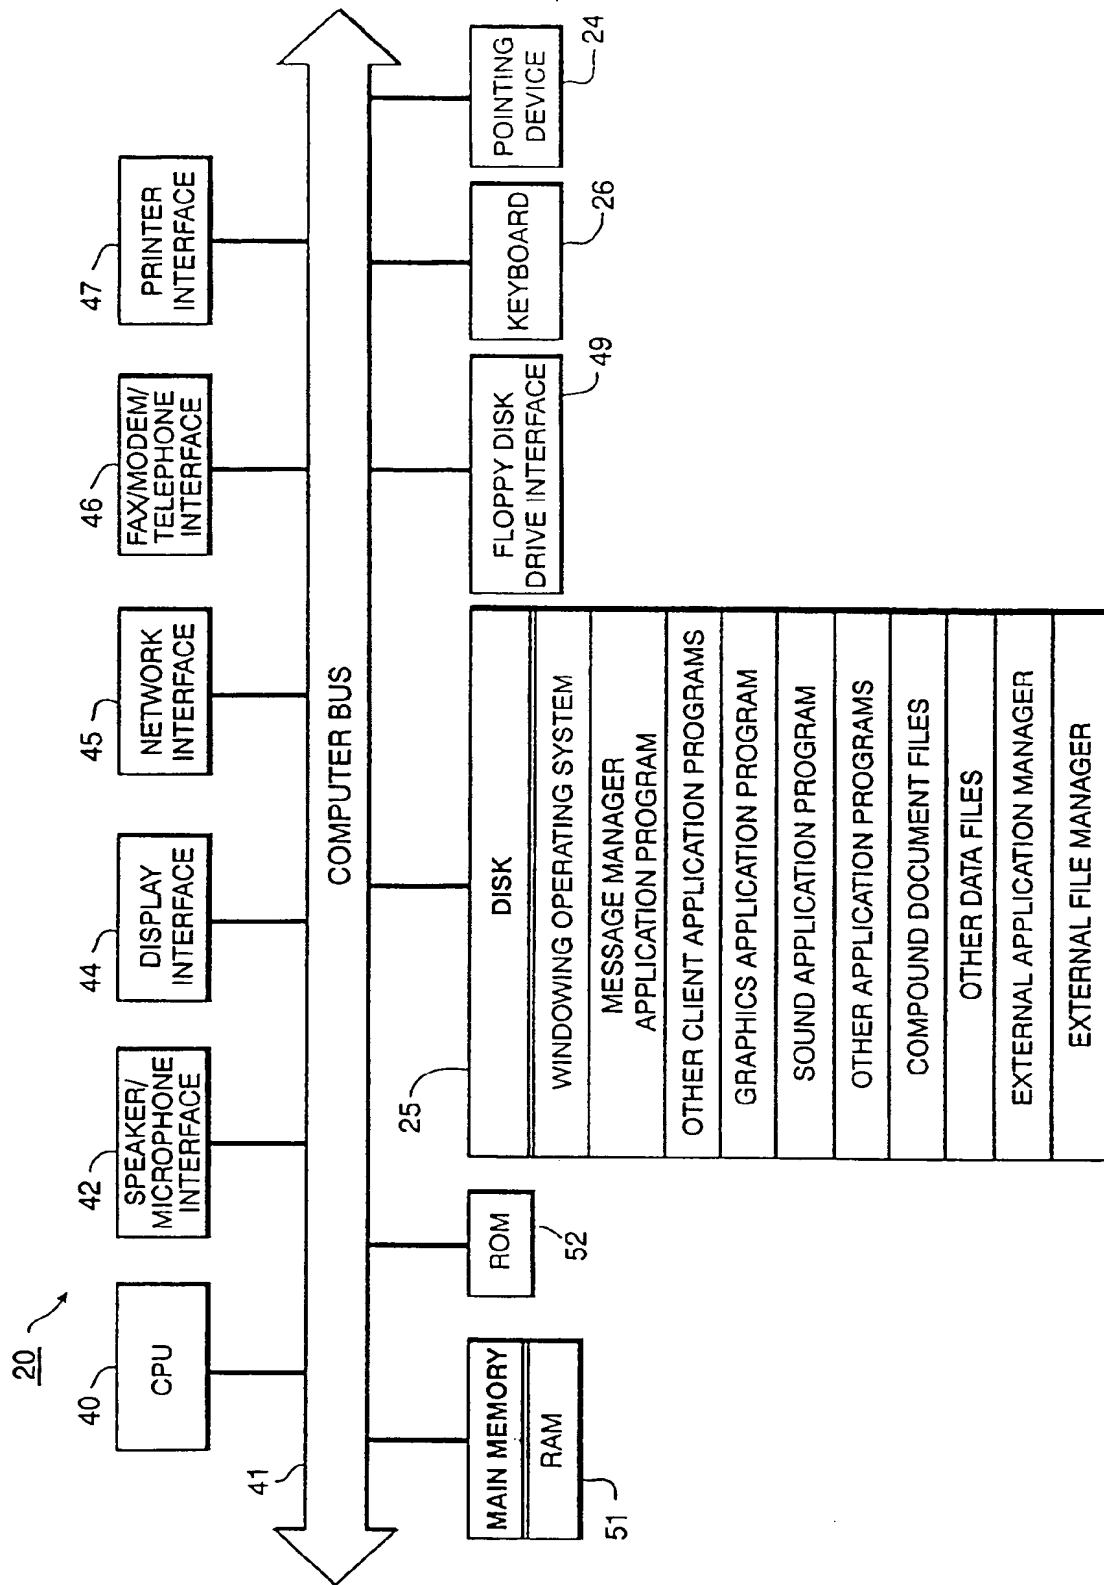 20
40
CPU
42
SPEAKER/
MICROPHONE
INTERFACE
44
DISPLAY
INTERFACE
45
NETWORK
INTERFACE
46
FAX/MODEM/
TELEPHONE
INTERFACE
47
PRINTER
INTERFACE
41
COMPUTER BUS
MAIN MEMORY
RAM
51
ROM
52
25
DISK
WINDOWING OPERATING SYSTEM
MESSAGE MANAGER
APPLICATION PROGRAM
OTHER CLIENT APPLICATION PROGRAMS
GRAPHICS APPLICATION PROGRAM
SOUND APPLICATION PROGRAM
OTHER APPLICATION PROGRAMS
COMPOUND DOCUMENT FILES
OTHER DATA FILES
EXTERNAL APPLICATION MANAGER
EXTERNAL FILE MANAGER
FLOPPY DISK
DRIVE INTERFACE
49
KEYBOARD
26
POINTING
DEVICE
24